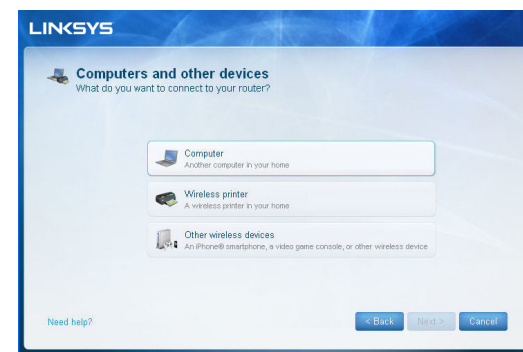 LINKSYS
Computers and other devices
What do you want to connect to your router?
Computer
Another computer in your home
Wireless printer
A wireless printer in your home
Other wireless devices
An iPhone® smartphone, a video game console, or other wireless device
Need help?
< Back
Next >
Cancel